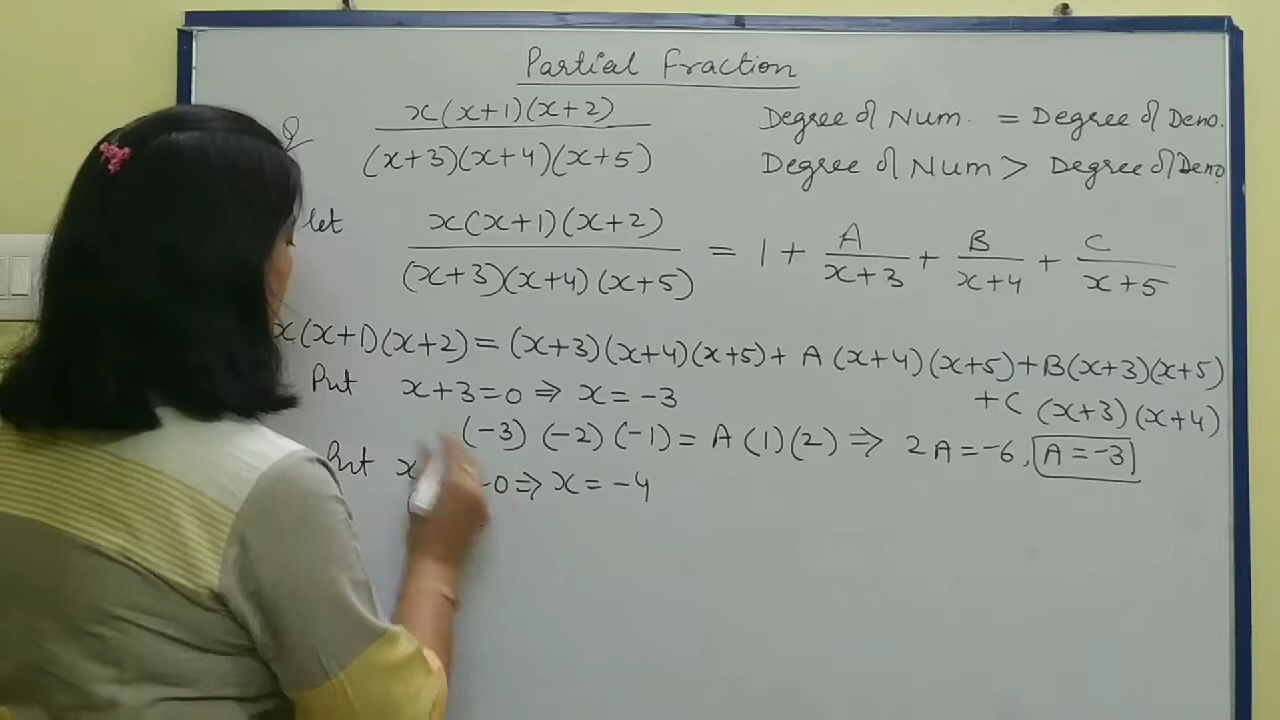 Partial Fraction
Q x(x+1)(x+2) / (x+3)(x+4)(x+5)
Degree of Num. = Degree of Deno.
Degree of Num > Degree of Deno.
let x(x+1)(x+2) / (x+3)(x+4)(x+5) = 1 + A / x+3 + B / x+4 + C / x+5
x(x+1)(x+2) = (x+3)(x+4)(x+5) + A(x+4)(x+5) + B(x+3)(x+5)
+ C (x+3)(x+4)
Put x+3=0 ⇒ x = -3
(-3) (-2) (-1) = A (1)(2) ⇒ 2A = -6, A = -3
Put x 0 ⇒ x = -4